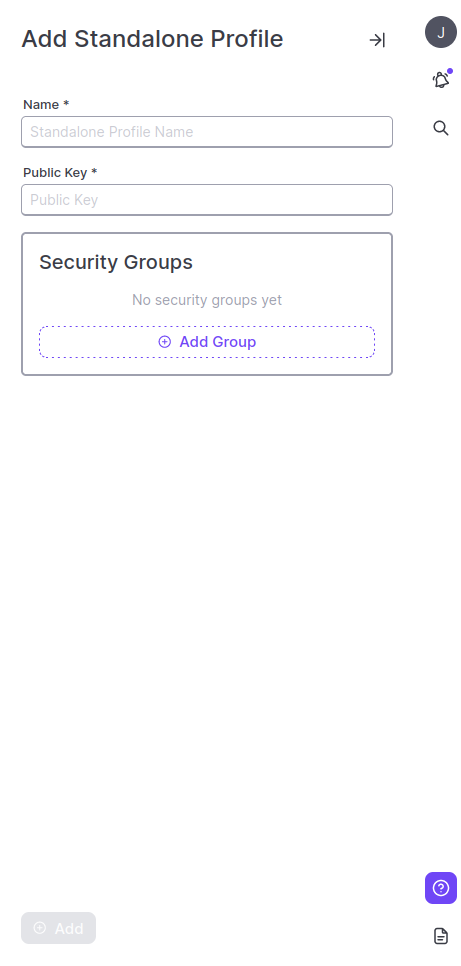 Add Standalone Profile
J
Name *
Standalone Profile Name
Public Key *
Public Key
Security Groups
No security groups yet
Add Group
Add